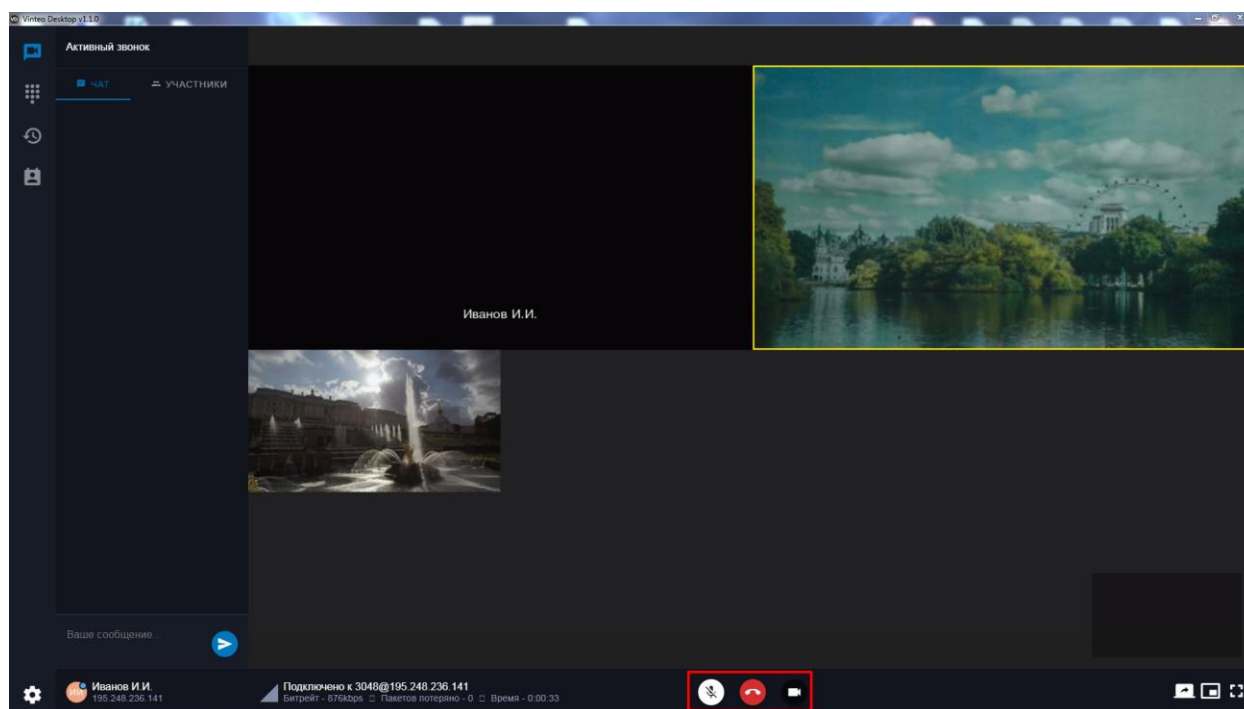 Vinteo Desktop v1.1.0
Активный звонок
ЧАТ
УЧАСТНИКИ
Иванов И.И.
Ваше сообщение...
ИИ
Иванов И.И.
195.248.236.141
Подключено к 3048@195.248.236.141
Битрейт - 876kbps Пакетов потеряно - 0 Время - 0:00:33